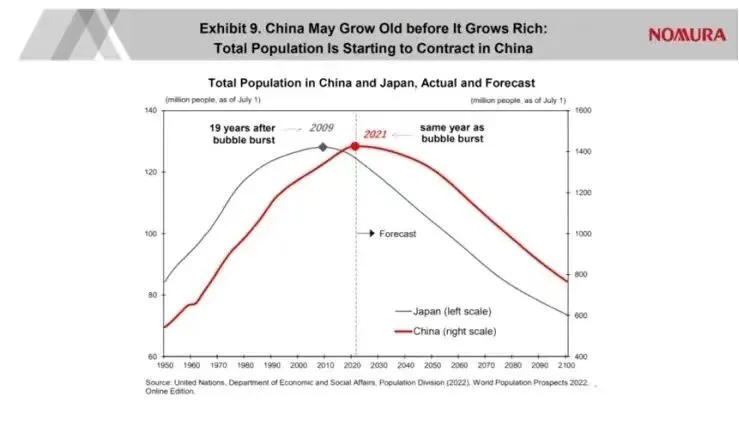 Exhibit 9. China May Grow Old before It Grows Rich:
Total Population Is Starting to Contract in China
NOMURA
Total Population in China and Japan, Actual and Forecast
(million people, as of July 1)
(million people, as of July 1)
140
1600
19 years after
bubble burst
2009
2021
same year as
bubble burst
120
1400
1200
100
Forecast
1000
80
800
Japan (left scale)
600
China (right scale)
60
400
1950 1960 1970 1980 1990 2000 2010 2020 2030 2040 2050 2060 2070 2080 2090 2100
Source: United Nations, Department of Economic and Social Affairs, Population Division (2022), World Population Prospects 2022,
Online Edition.